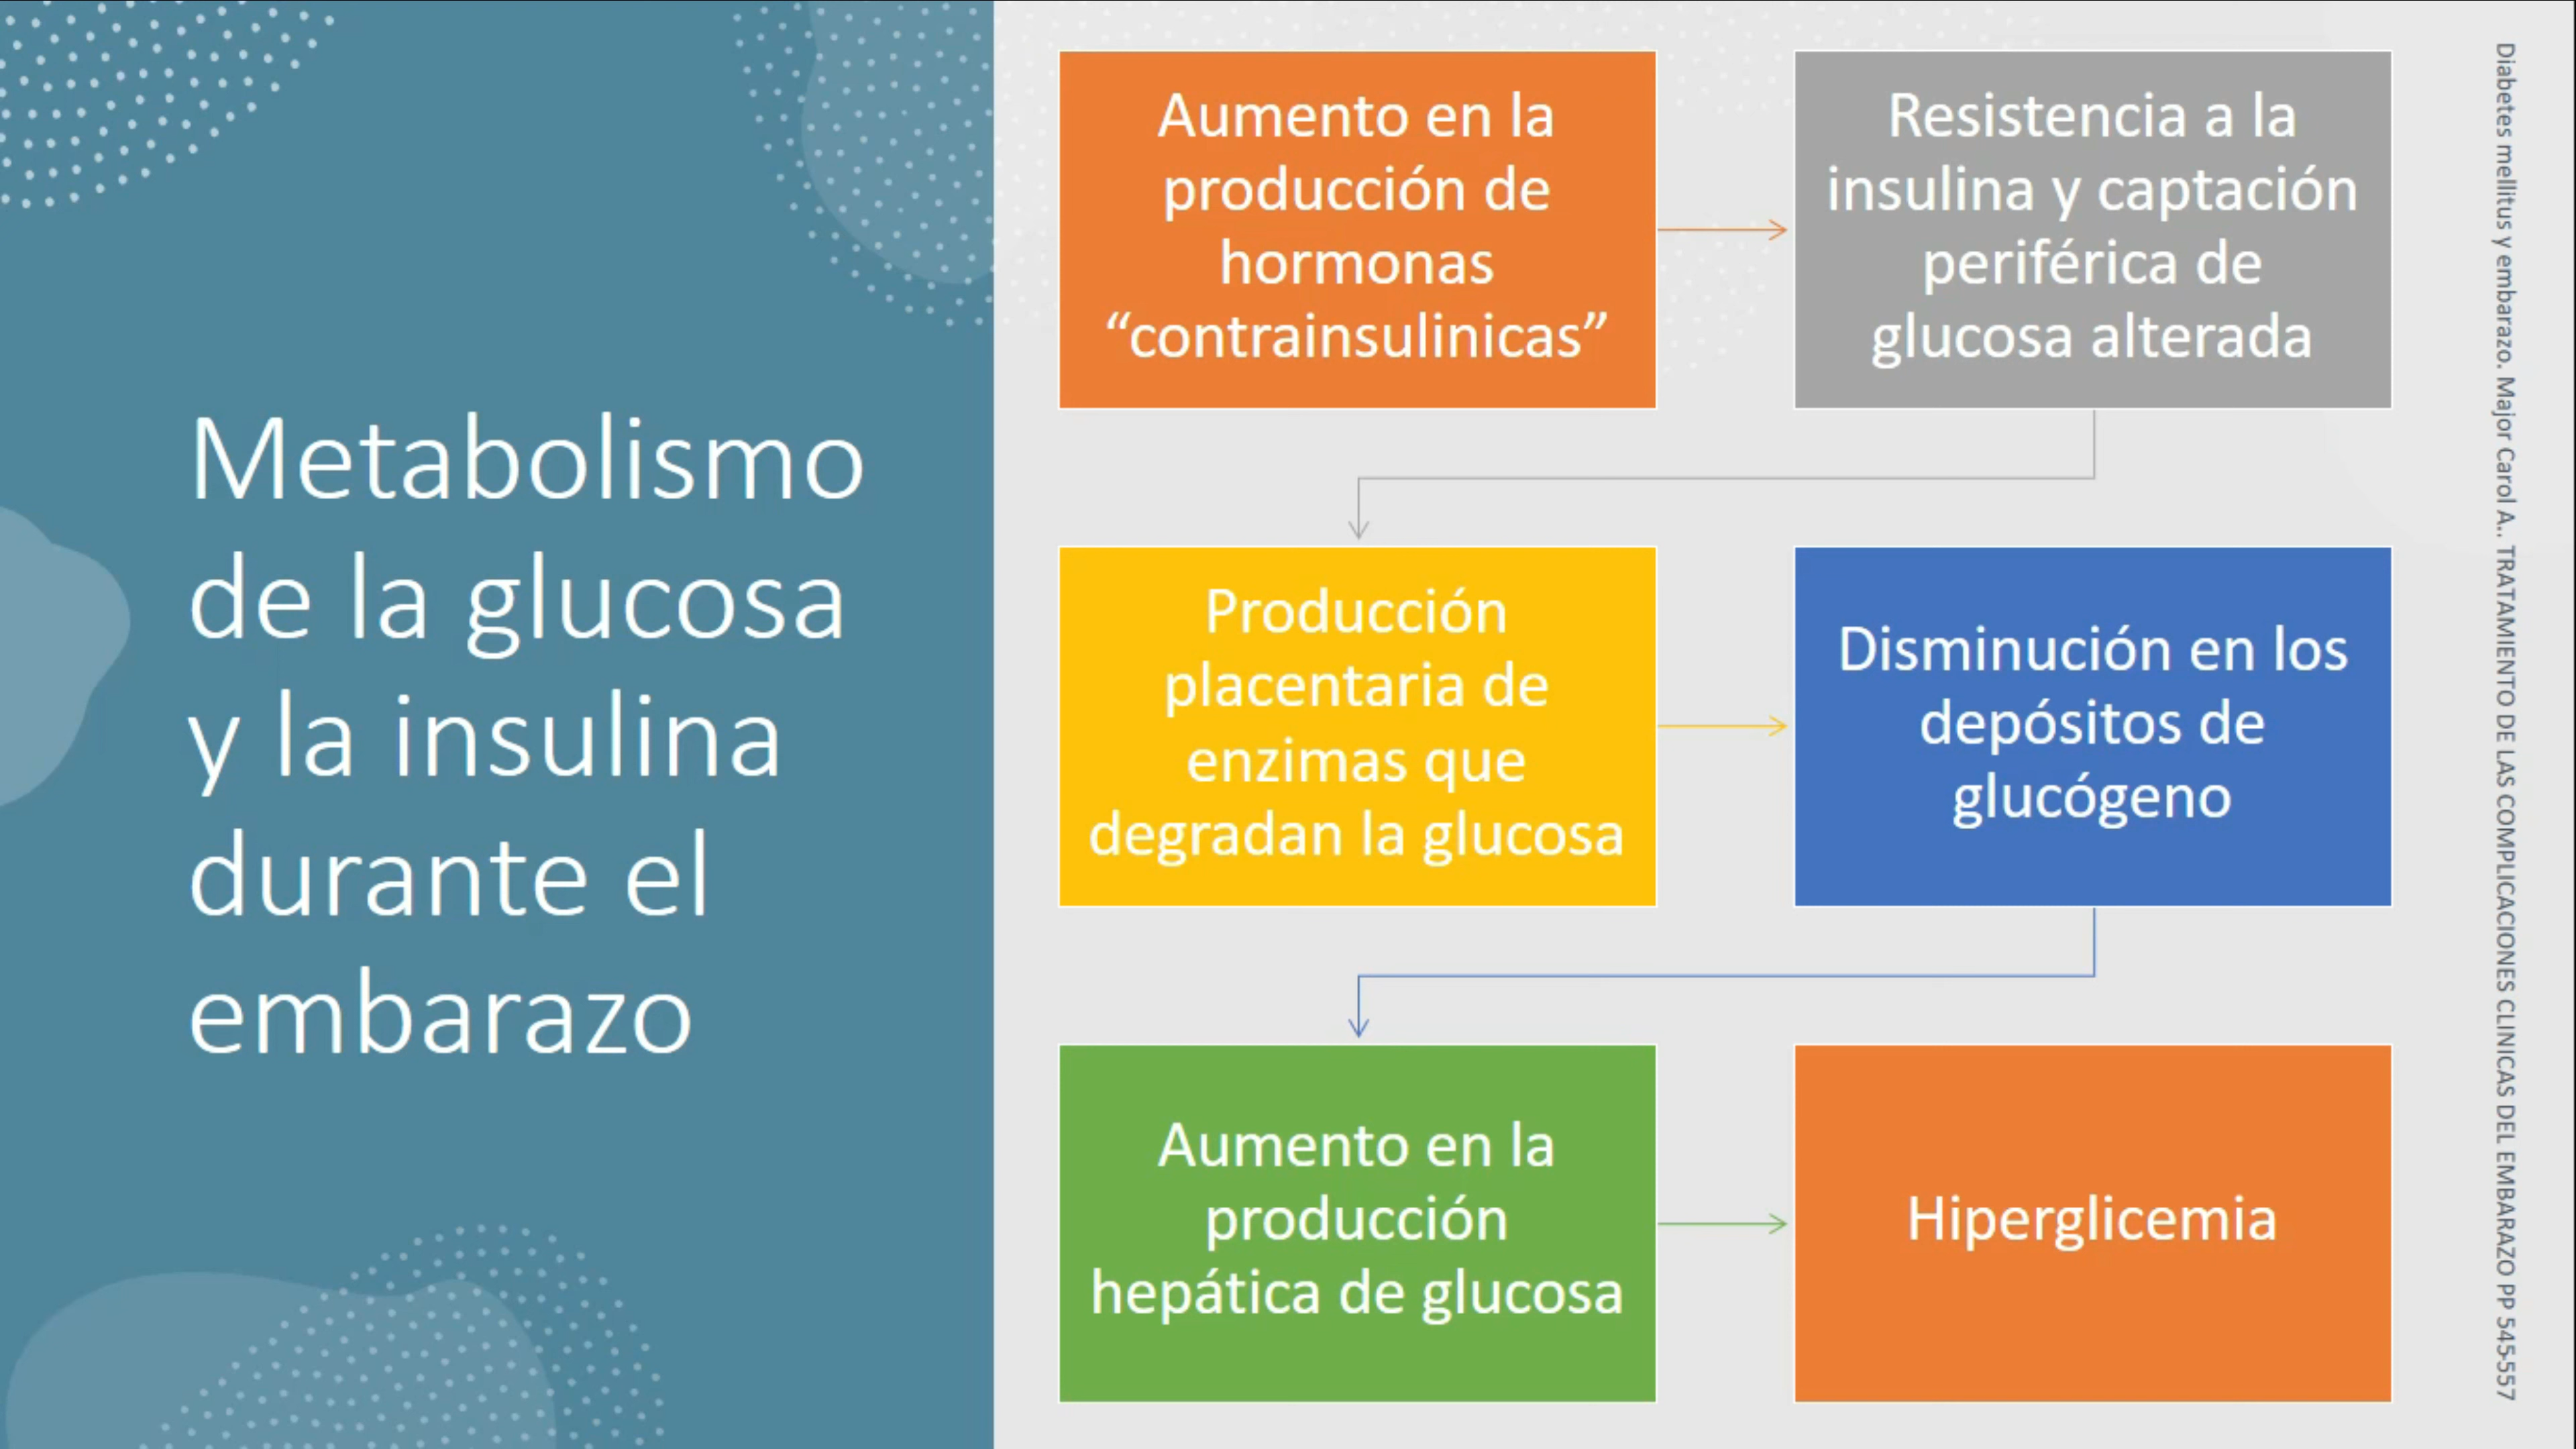 Metabolismo
de la glucosa
y la insulina
durante el
embarazo
Aumento en la
producción de
hormonas
“contrainsulinicas”
Resistencia a la
insulina y captación
periférica de
glucosa alterada
Producción
placentaria de
enzimas que
degradan la glucosa
Disminución en los
depósitos de
glucógeno
Aumento en la
producción
hepática de glucosa
Hiperglicemia
Diabetes mellitus y embarazo. Major Carol A.. TRATAMIENTO DE LAS COMPLICACIONES CLINICAS DEL EMBARAZO PP 545-557